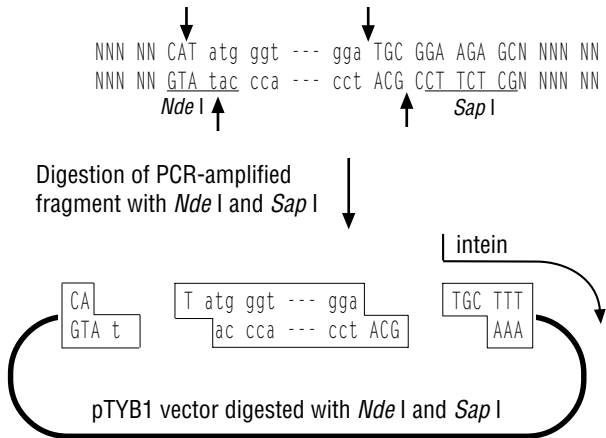 NNN NN CAT atg ggt --- gga TGC GGA AGA GCN NNN NN
NNN NN GTA tac cca --- cct ACG CCT TCT CGN NNN NN
Nde I
Sap I
Digestion of PCR-amplified
fragment with Nde I and Sap I
intein
CA
GTA t
T atg ggt --- gga
ac cca --- cct ACG
TGC TTT
AAA
pTYB1 vector digested with Nde I and Sap I